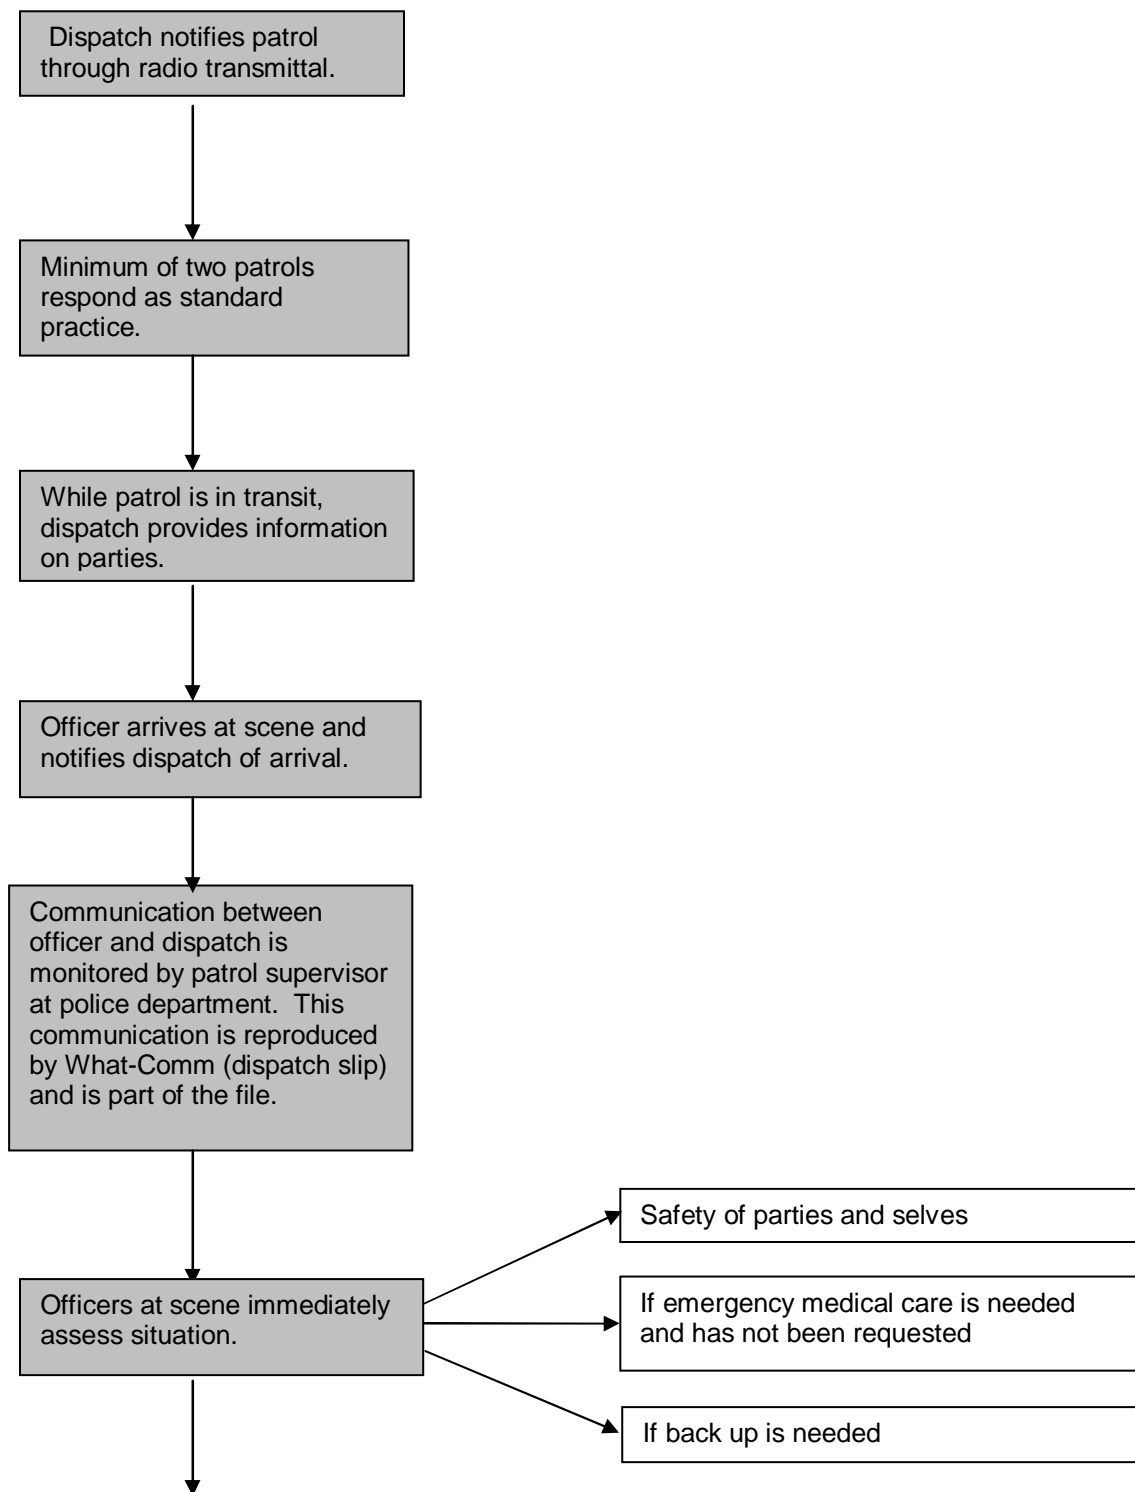 Dispatch notifies patrol
through radio transmittal.
Minimum of two patrols
respond as standard
practice.
While patrol is in transit,
dispatch provides information
on parties.
Officer arrives at scene and
notifies dispatch of arrival.
Communication between
officer and dispatch is
monitored by patrol supervisor
at police department.  This
communication is reproduced
by What-Comm (dispatch slip)
and is part of the file.
Officers at scene immediately
assess situation.
Safety of parties and selves
If emergency medical care is needed
and has not been requested
If back up is needed